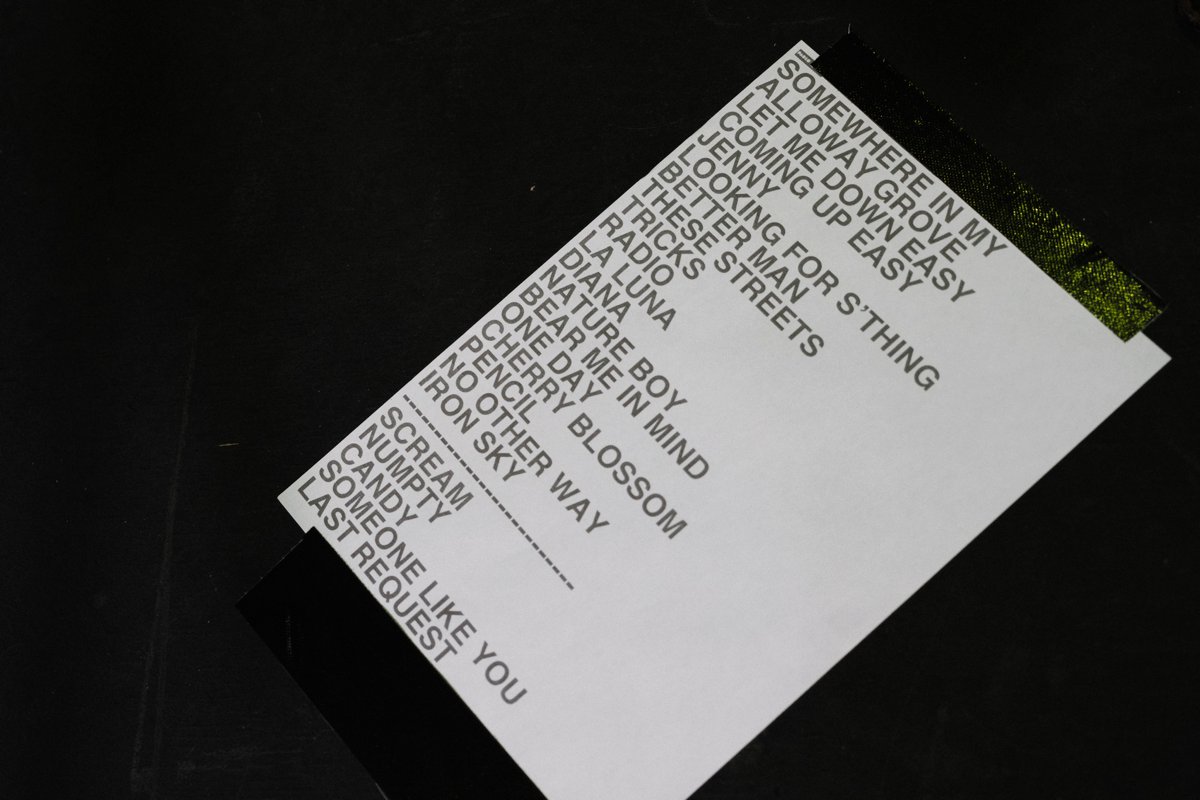 SOMEWHERE IN MY
ALLOWAY GROVE
LET ME DOWN EASY
COMING UP EASY
JENNY
LOOKING FOR S'THING
BETTER MAN
THESE STREETS
TRICKS
RADIO
LA LUNA
DIANA
NATURE BOY
BEAR ME IN MIND
ONE DAY
CHERRY BLOSSOM
PENCIL
NO OTHER WAY
IRON SKY
--------------------------------
SCREAM
NUMPTY
CANDY
SOMEONE LIKE YOU
LAST REQUEST